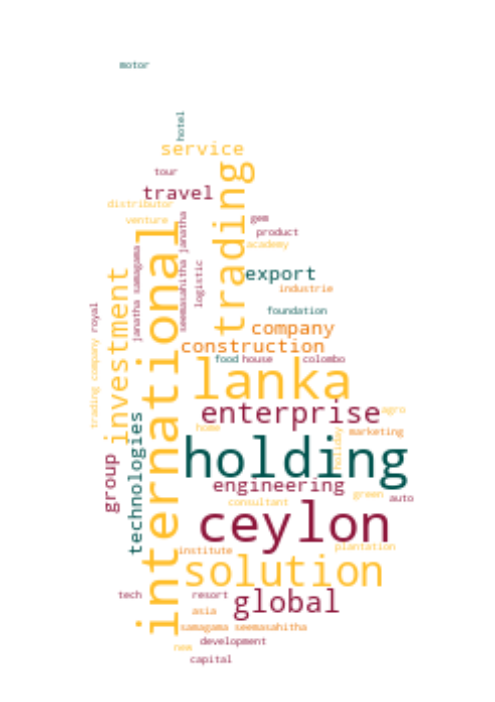 motor
hotel
service
tour
travel
distributor
venture
trading
gem
product
academy
international
seemasahitha janatha
janatha samagama
logistic
export
industrie
investment
royal
foundation
company
construction
food
house
colombo
trading company
lanka
enterprise
agro
home
marketing
holiday
holding
technologies
group
engineering
green
auto
consultant
ceylon
institute
plantation
solution
tech
resort
global
asia
samagama seemasahitha
development
new
capital